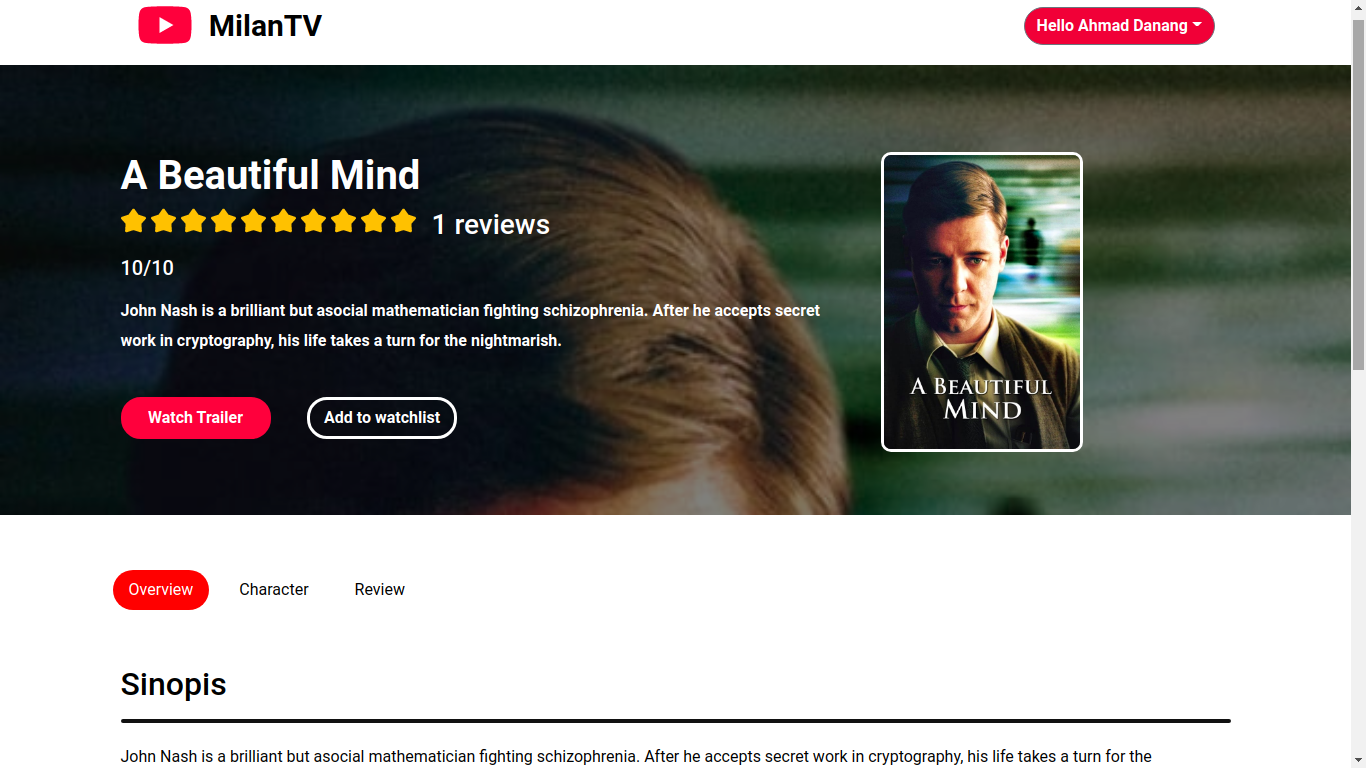 MilanTV
Hello Ahmad Danang
A Beautiful Mind
1 reviews
10/10
John Nash is a brilliant but asocial mathematician fighting schizophrenia. After he accepts secret
work in cryptography, his life takes a turn for the nightmarish.
Watch Trailer
Add to watchlist
A BEAUTIFUL
MIND
Overview
Character
Review
Sinopis
John Nash is a brilliant but asocial mathematician fighting schizophrenia. After he accepts secret work in cryptography, his life takes a turn for the